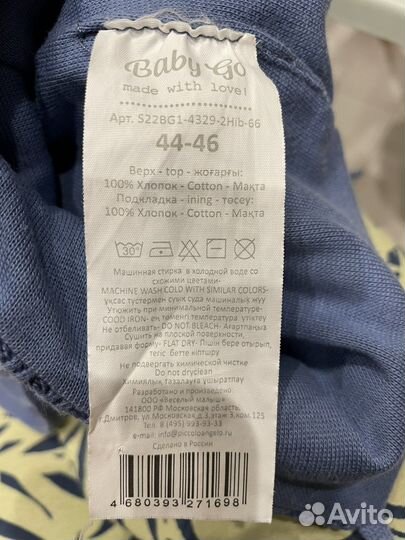 Baby Go
made with love!
Арт. S22BG1-4329-2Hib-66
44-46
Верх - top - жоғарғы:
100% Хлопок - Cotton - Мақта
Подкладка - ining - төсеу:
100% Хлопок - Cotton - Мақта
30°
Машинная стирка в холодной воде со
схожими цветами-
MACHINE WASH COLD WITH SIMILAR COLORS-
ұқсас түстермен суық суда машиналық жуу
Утюжить при минимальной температуре-
COOD IRON- ең төменгі температурада үтіктеу
Не отбеливать- DO NOT BLEACH- Ағартпаңыз
Сушить на плоской поверхности,
придавая форму- FLAT DRY- Пішін бере отырып,
тегіс бетте кептіру
Не подвергать химической чистке
Do not dryclean
Химиялық тазалауға ұшыратпау
Разработано и произведено:
ООО «Веселый малыш»
141800 РФ Московская область,
г.Дмитров, ул.Московская д.3,этаж 3,ком.125
Тел. 8 (495) 993-93-33
e-mail: info@piccoloangelo.ru
Сделано в России
4 680393 271698
Avito